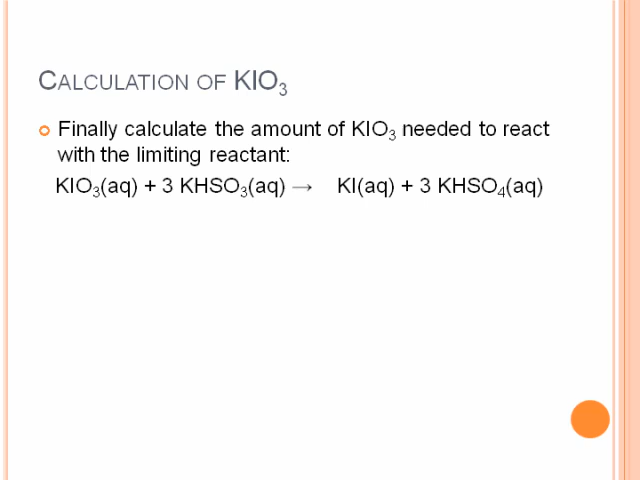 CALCULATION OF KIO₃
Finally calculate the amount of KIO₃ needed to react
with the limiting reactant:
KIO₃(aq) + 3 KHSO₃(aq) → KI(aq) + 3 KHSO₄(aq)